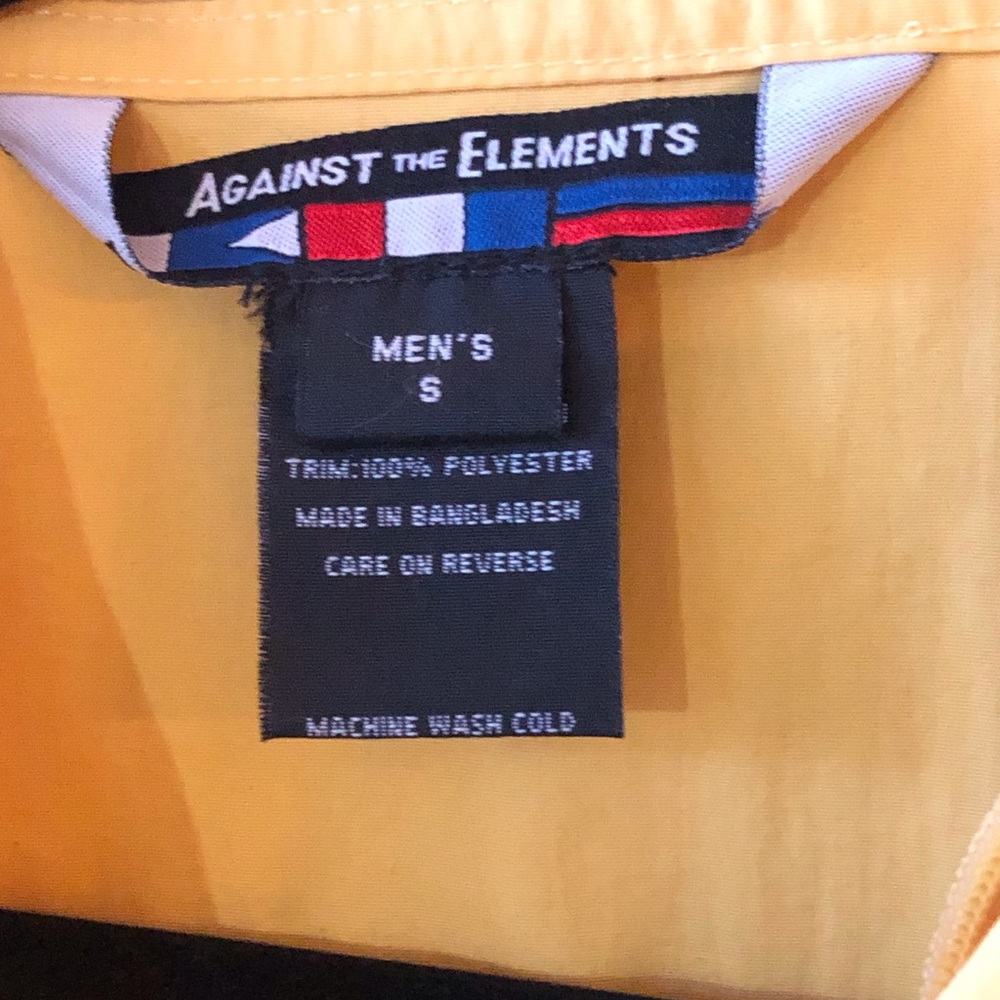 AGAINST THE ELEMENTS
MEN'S
S
TRIM:100% POLYESTER
MADE IN BANGLADESH
CARE ON REVERSE
MACHINE WASH COLD